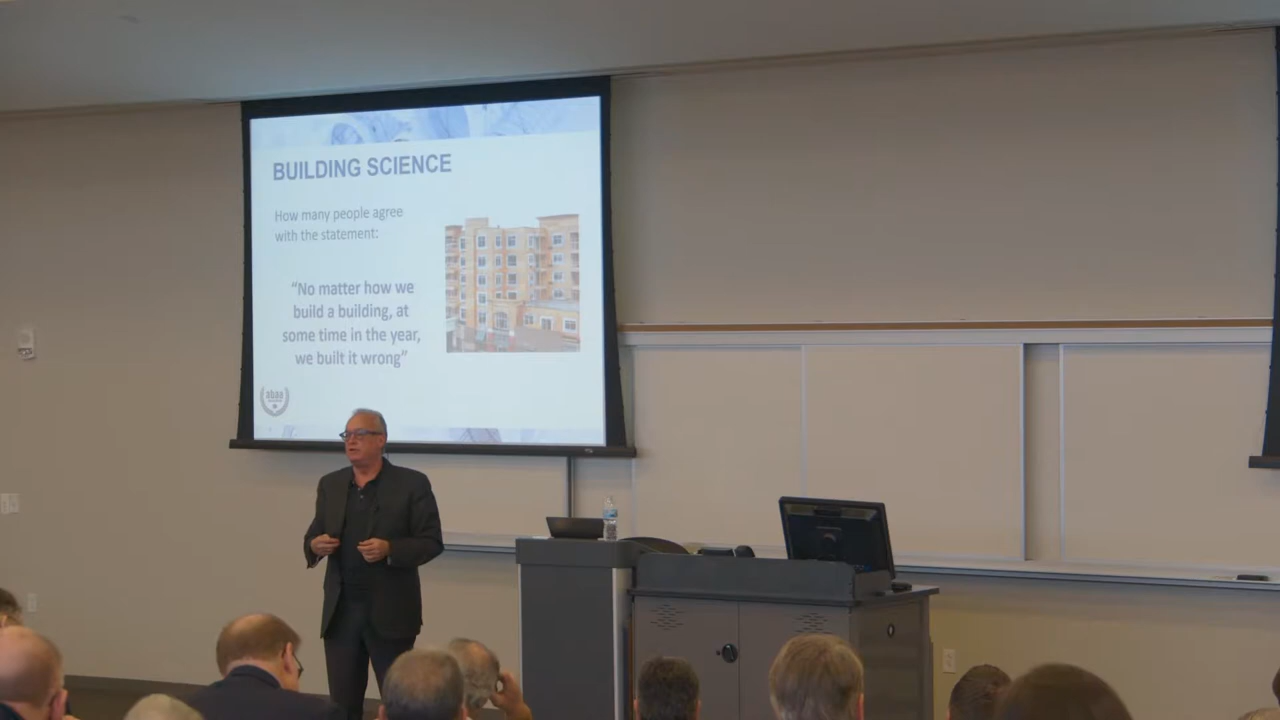 BUILDING SCIENCE
How many people agree
with the statement:
“No matter how we
build a building, at
some time in the year,
we built it wrong”
abaa